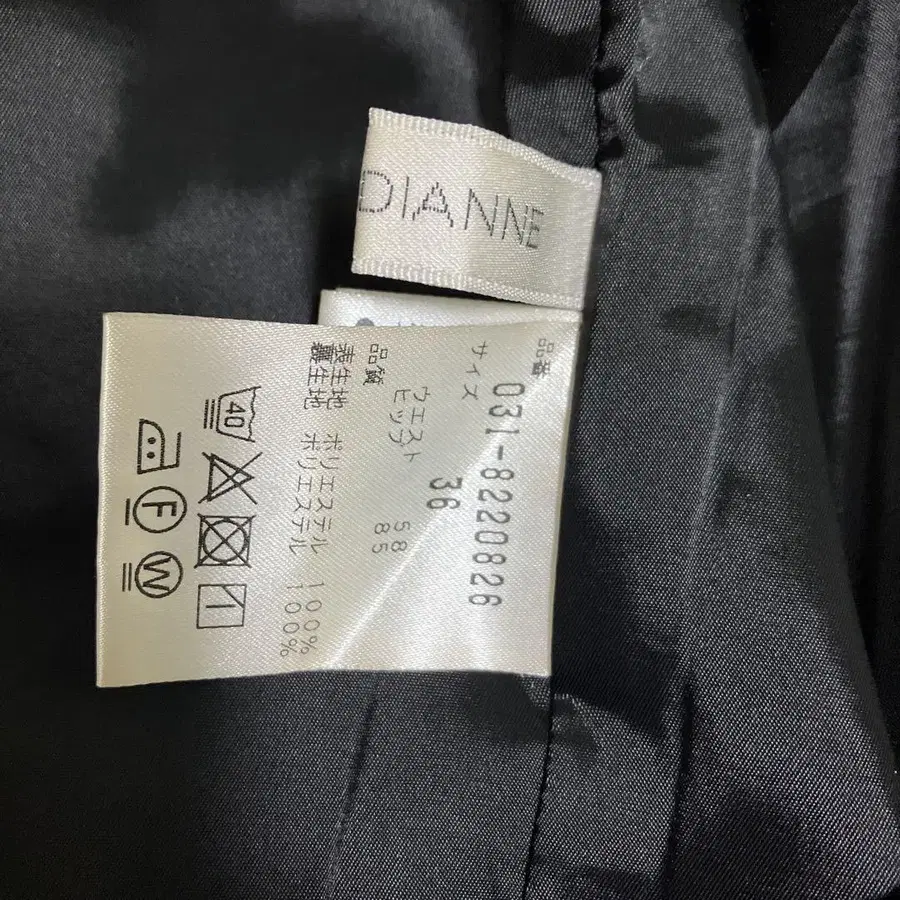 DIANNE
品番 031-8220826
サイズ 36
ウエスト 58
ヒップ 85
品質
表生地 ポリエステル 100%
裏生地 ポリエステル 100%
40
F
W